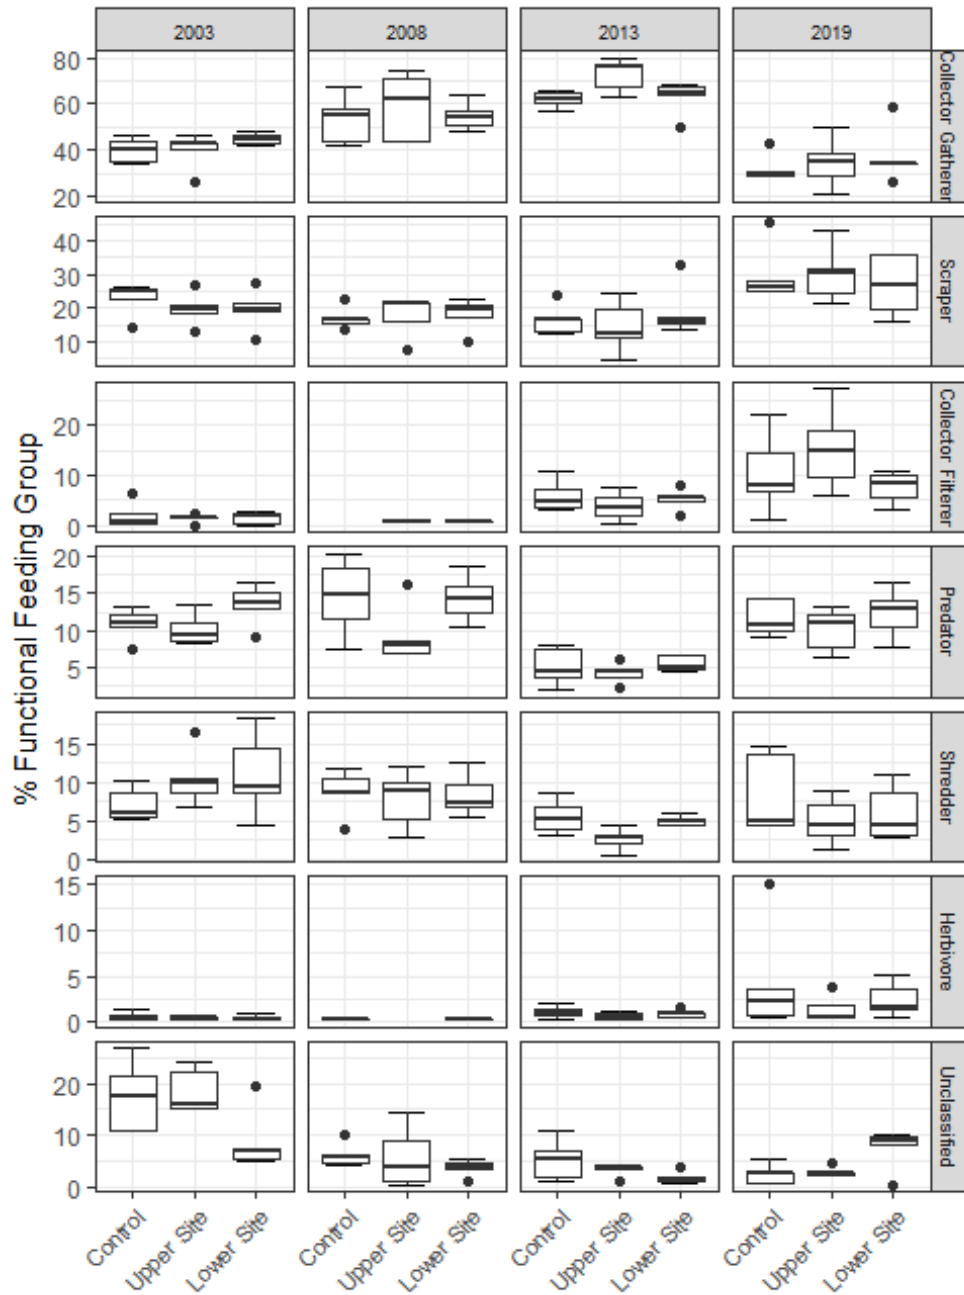 2003 2008 2013 2019
80
60
40
20
Collector Gatherer
40
30
20
10
Scraper
20
10
0
Collector Filterer
20
15
10
5
Predator
15
10
5
0
Shredder
15
10
5
0
Herbivore
20
10
0
Unclassified
% Functional Feeding Group
Control Upper Site Lower Site Control Upper Site Lower Site Control Upper Site Lower Site Control Upper Site Lower Site